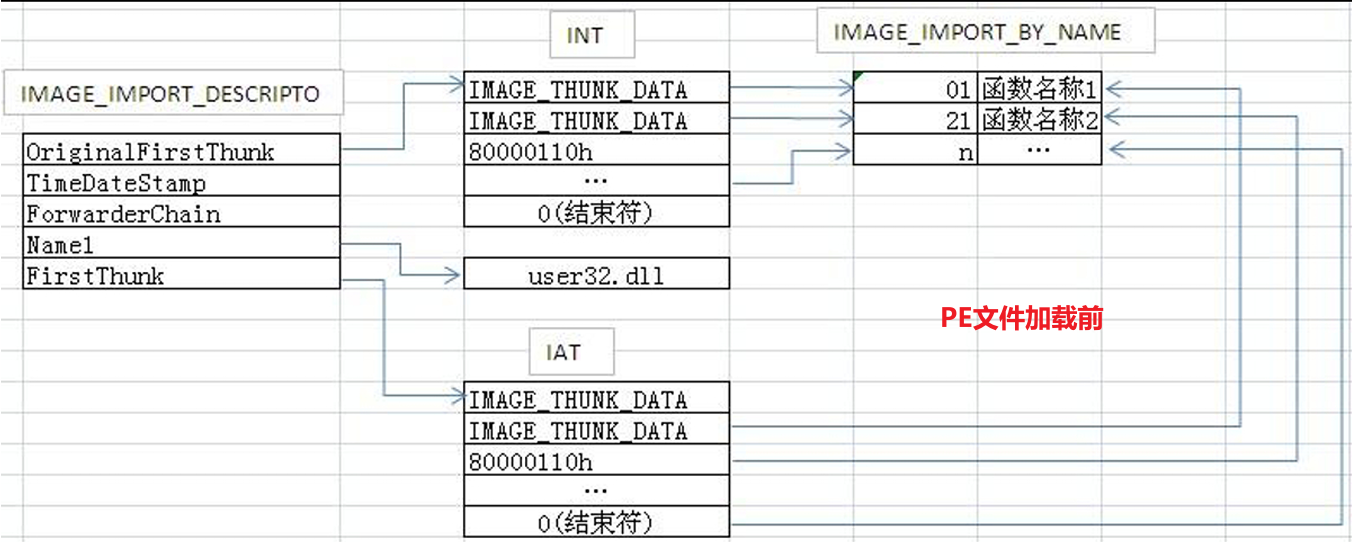 INT
IMAGE_IMPORT_BY_NAME
IMAGE_IMPORT_DESCRIPTO
IMAGE_THUNK_DATA
01 函数名称1
IMAGE_THUNK_DATA
21 函数名称2
OriginalFirstThunk
80000110h
n …
TimeDateStamp
…
ForwarderChain
0(结束符)
Name1
FirstThunk
user32.dll
PE文件加载前
IAT
IMAGE_THUNK_DATA
IMAGE_THUNK_DATA
80000110h
…
0(结束符)